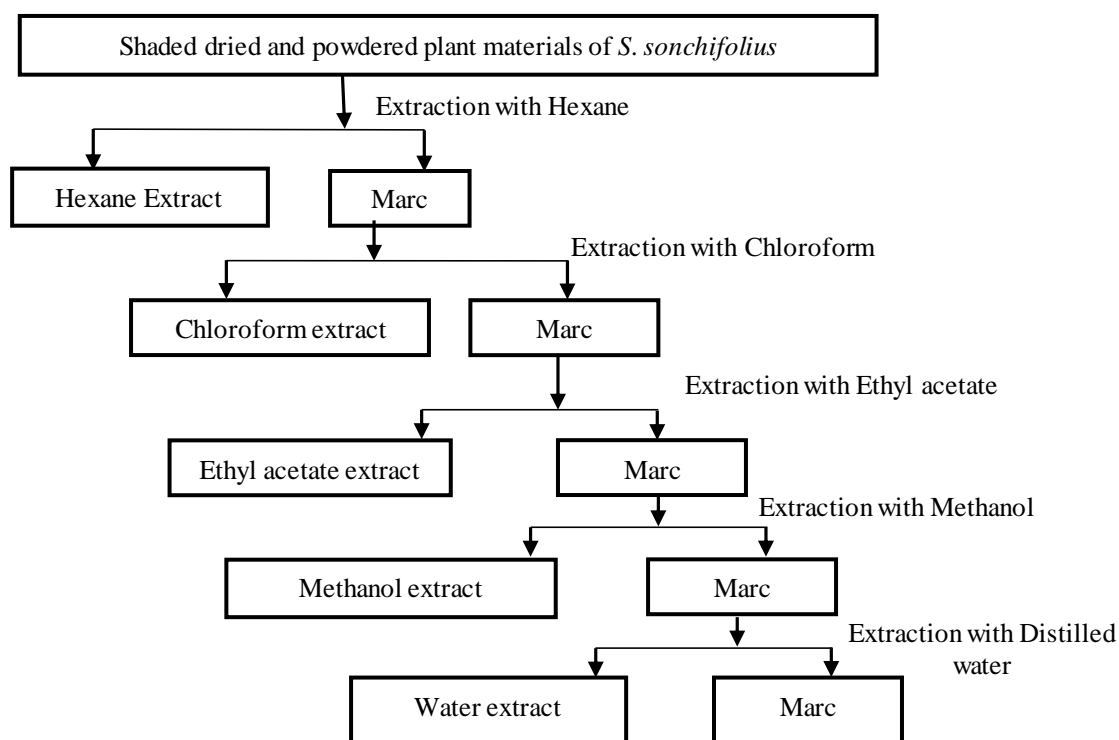 Shaded dried and powdered plant materials of S. sonchifolius
Extraction with Hexane
Hexane Extract
Marc
Extraction with Chloroform
Chloroform extract
Marc
Extraction with Ethyl acetate
Ethyl acetate extract
Marc
Extraction with Methanol
Methanol extract
Marc
Extraction with Distilled
water
Water extract
Marc